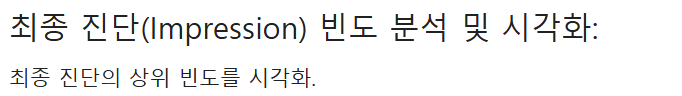 최종 진단(Impression) 빈도 분석 및 시각화:
최종 진단의 상위 빈도를 시각화.